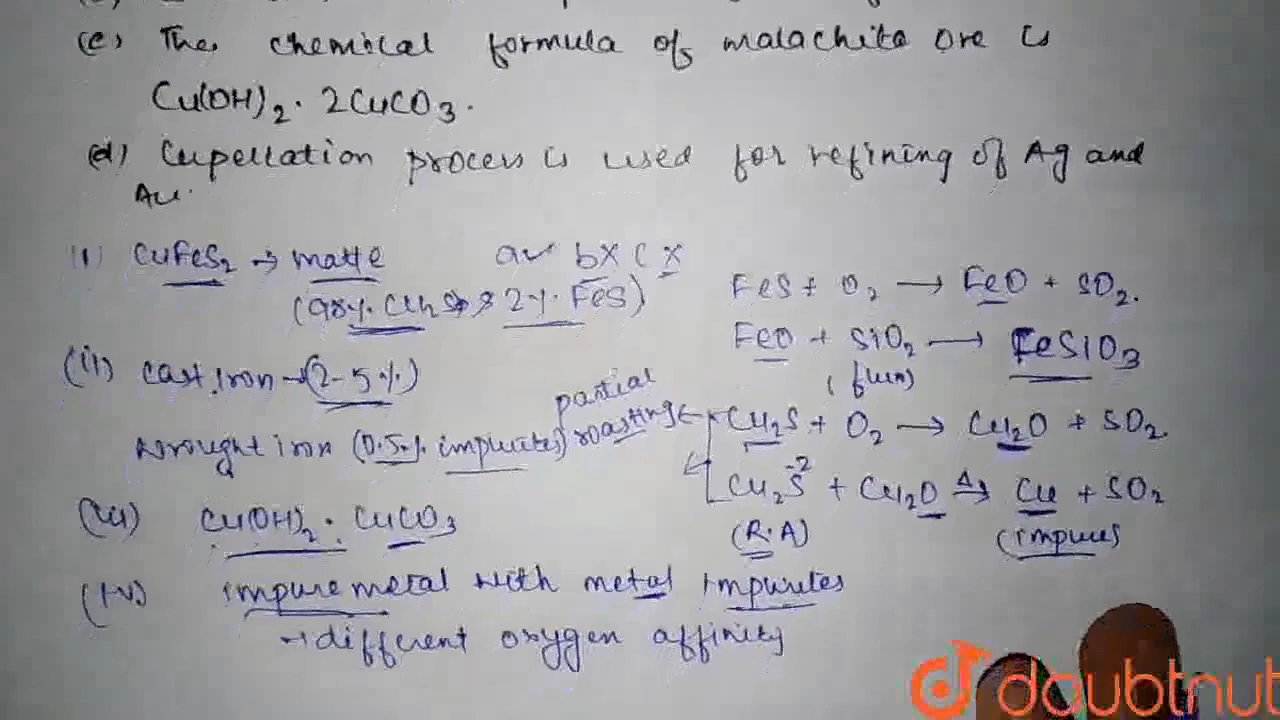 (c) The chemical formula of malachite ore is
Cu(OH)2. 2CuCO3.
(d) Cupellation process is used for refining of Ag and
Au.
(i) CuFeS2 → matte a✓ b× c ×
(98%. Cu2S + 2%. FeS)
FeS + O2 → FeO + SO2.
FeO + SiO2 → FeSiO3
(flux)
(ii) cast iron → (2-5%)
wrought iron (0.5% impurites)
partial
roasting
Cu2S + O2 → Cu2O + SO2.
Cu2S-2 + Cu2O Δ→ Cu + SO2
(R.A) (impure)
(iii) Cu(OH)2 . CuCO3
(iv) impure metal with metal impurites
→ different oxygen affinity
doubtnut